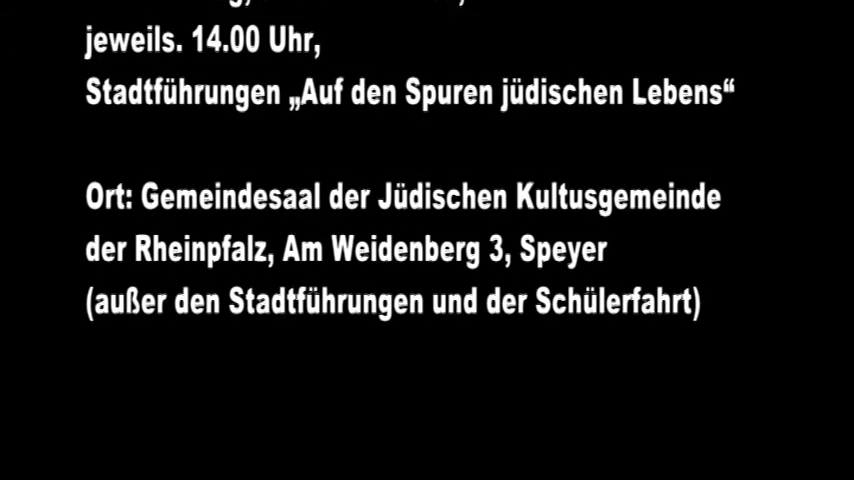 jeweils. 14.00 Uhr,
Stadtführungen „Auf den Spuren jüdischen Lebens“
Ort: Gemeindesaal der Jüdischen Kultusgemeinde
der Rheinpfalz, Am Weidenberg 3, Speyer
(außer den Stadtführungen und der Schülerfahrt)